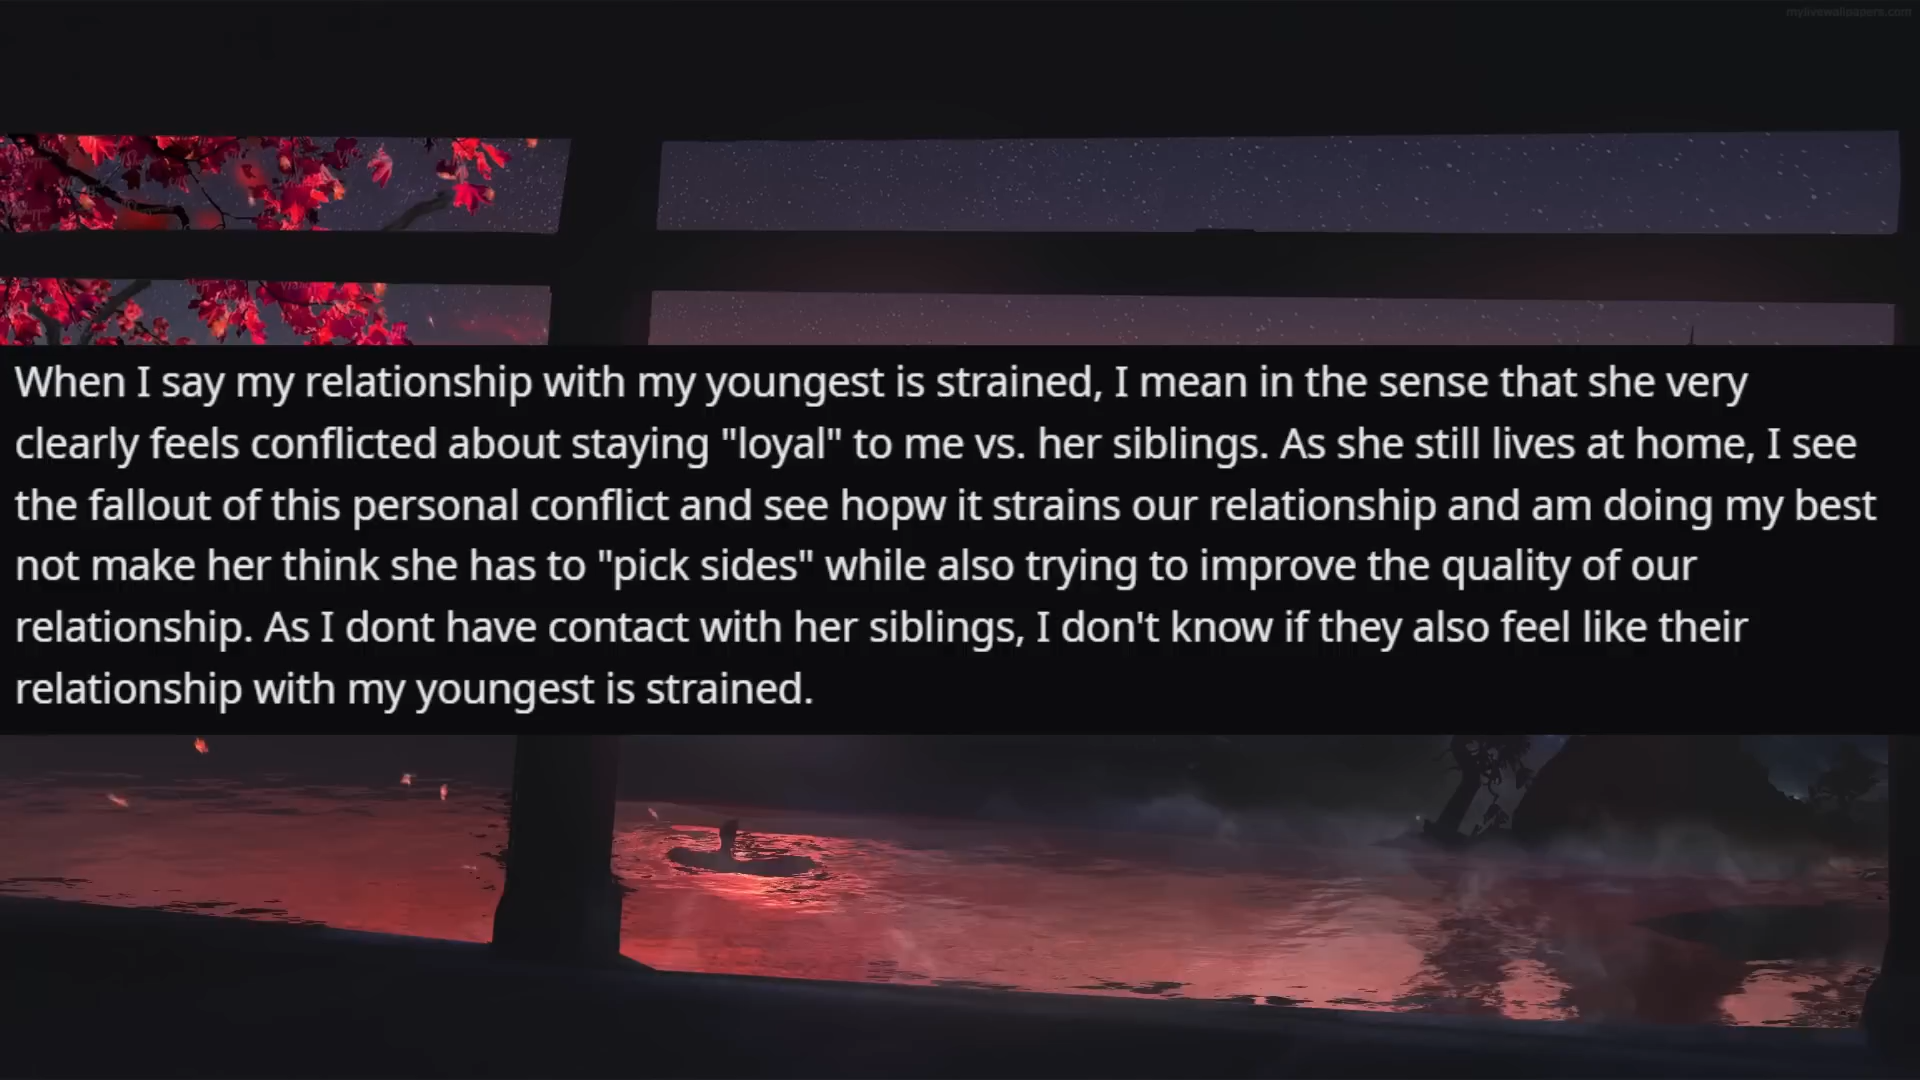 mylivewallpapers.com
When I say my relationship with my youngest is strained, I mean in the sense that she very
clearly feels conflicted about staying "loyal" to me vs. her siblings. As she still lives at home, I see
the fallout of this personal conflict and see hopw it strains our relationship and am doing my best
not make her think she has to "pick sides" while also trying to improve the quality of our
relationship. As I dont have contact with her siblings, I don't know if they also feel like their
relationship with my youngest is strained.